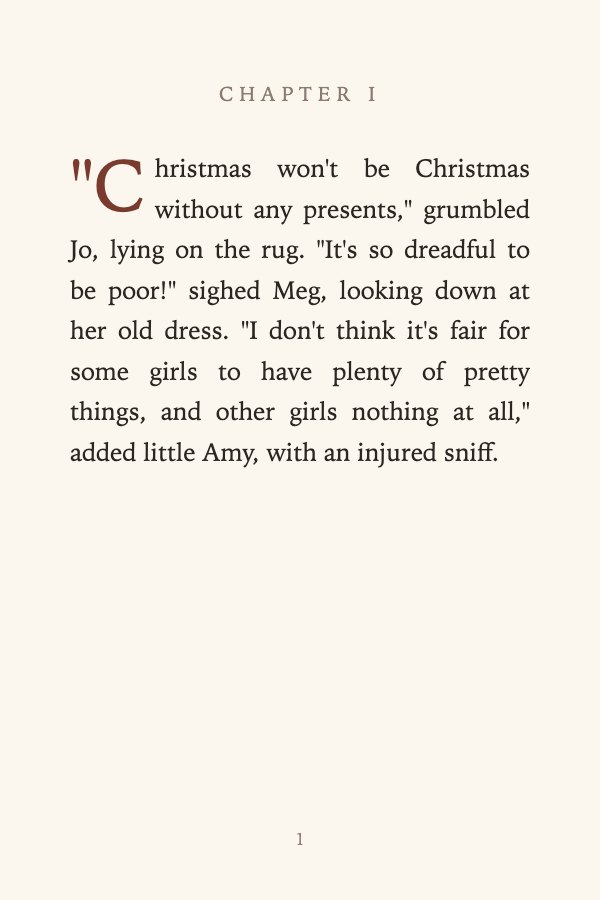 CHAPTER I
"Christmas won't be Christmas
without any presents," grumbled
Jo, lying on the rug. "It's so dreadful to
be poor!" sighed Meg, looking down at
her old dress. "I don't think it's fair for
some girls to have plenty of pretty
things, and other girls nothing at all,"
added little Amy, with an injured sniff.
1